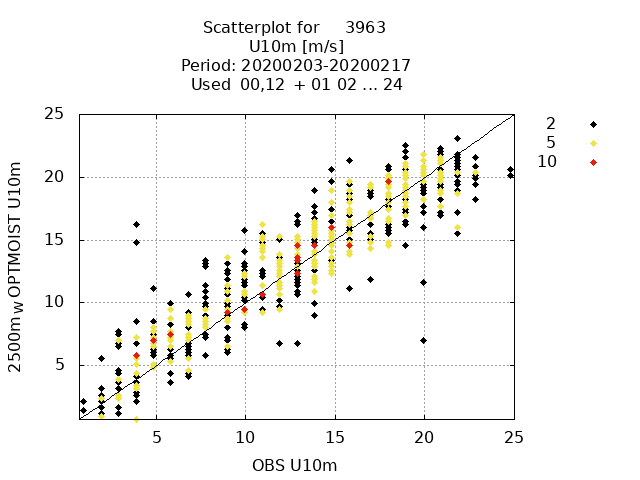 Scatterplot for 3963
U10m [m/s]
Period: 20200203-20200217
Used 00,12 + 01 02 ... 24
2
5
10
25
20
15
10
5
2500mw OPTMOIST U10m
5 10 15 20 25
OBS U10m